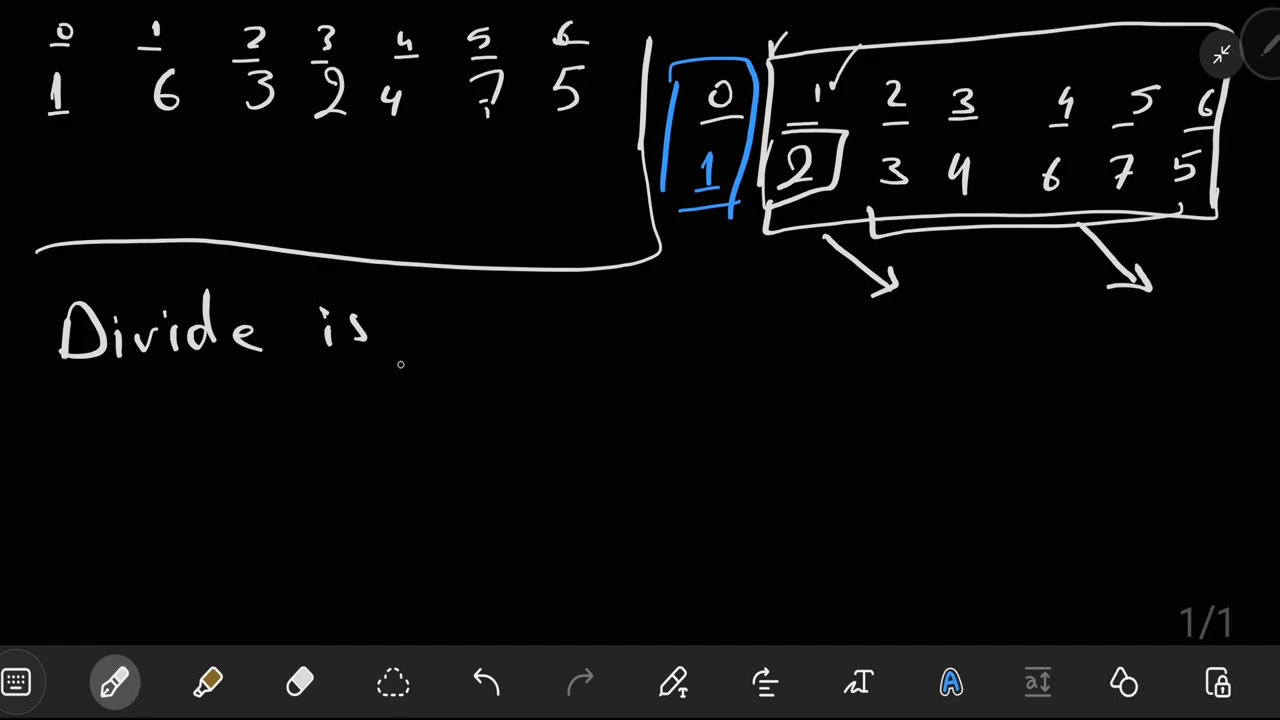 0 1 2 3 4 5 6
1 6 3 2 4 7 5
0 1 2 3 4 5 6
1 2 3 4 6 7 5
Divide is
1/1